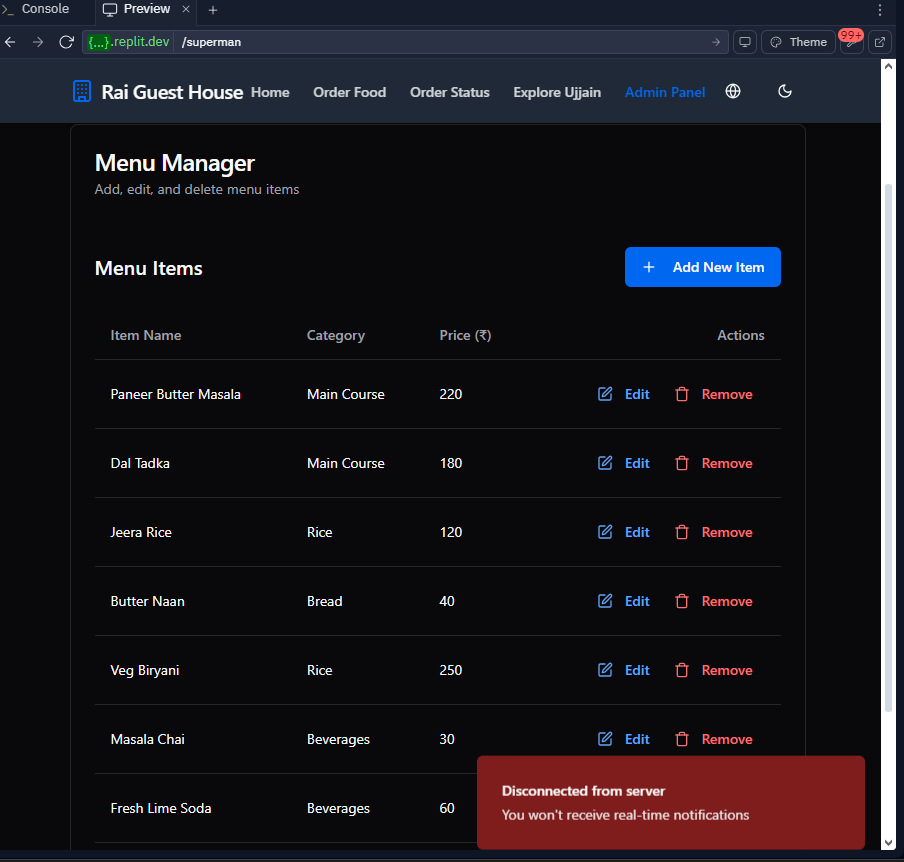 Console
Preview
{...}.replit.dev /superman
Theme
99+
Rai Guest House Home Order Food Order Status Explore Ujjain Admin Panel
Menu Manager
Add, edit, and delete menu items
Menu Items
+ Add New Item
Item Name Category Price (₹) Actions
Paneer Butter Masala Main Course 220 Edit Remove
Dal Tadka Main Course 180 Edit Remove
Jeera Rice Rice 120 Edit Remove
Butter Naan Bread 40 Edit Remove
Veg Biryani Rice 250 Edit Remove
Masala Chai Beverages 30 Edit Remove
Fresh Lime Soda Beverages 60
Disconnected from server
You won't receive real-time notifications